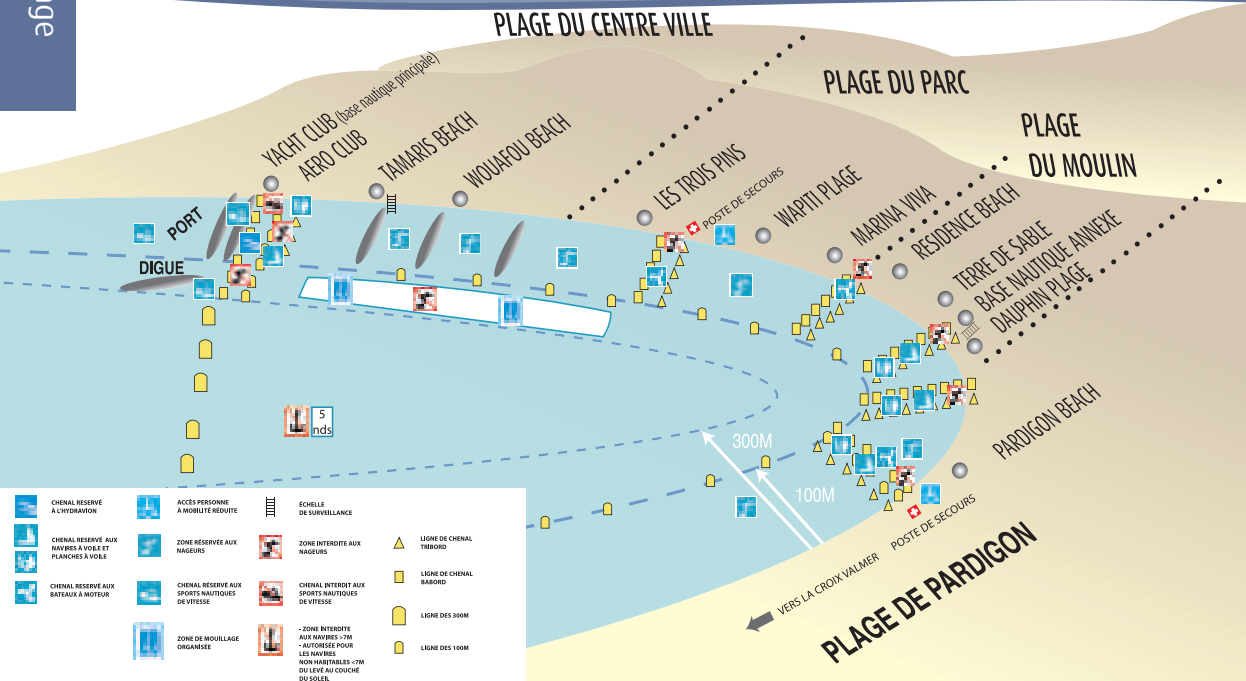 ge
PLAGE DU CENTRE VILLE
PLAGE DU PARC
PLAGE
DU MOULIN
YACHT CLUB (base nautique principale)
AERO CLUB
TAMARIS BEACH
WOUAFOU BEACH
LES TROIS PINS
POSTE DE SECOURS
WAPITI PLAGE
MARINA VIVA
RESIDENCE BEACH
TERRE DE SABLE
BASE NAUTIQUE ANNEXE
DAUPHIN PLAGE
PORT
DIGUE
5
nds
300M
100M
PARDIGON BEACH
POSTE DE SECOURS
VERS LA CROIX VALMER
PLAGE DE PARDIGON
CHENAL RESERVÉ
À L'HYDRAVION
CHENAL RESERVÉ AUX
NAVIRES À VOILE ET
PLANCHES À VOILE
CHENAL RESERVÉ AUX
BATEAUX À MOTEUR
ACCÈS PERSONNE
À MOBILITÉ RÉDUITE
ZONE RÉSERVÉE AUX
NAGEURS
CHENAL RÉSERVÉ AUX
SPORTS NAUTIQUES
DE VITESSE
ZONE DE MOUILLAGE
ORGANISÉE
ÉCHELLE
DE SURVEILLANCE
ZONE INTERDITE AUX
NAGEURS
CHENAL INTERDIT AUX
SPORTS NAUTIQUES
DE VITESSE
- ZONE INTERDITE
AUX NAVIRES >7M
- AUTORISÉE POUR
LES NAVIRES
NON HABITABLES <7M
DU LEVÉ AU COUCHÉ
DU SOLEIL
LIGNE DE CHENAL
TRIBORD
LIGNE DE CHENAL
BABORD
LIGNE DES 300M
LIGNE DES 100M